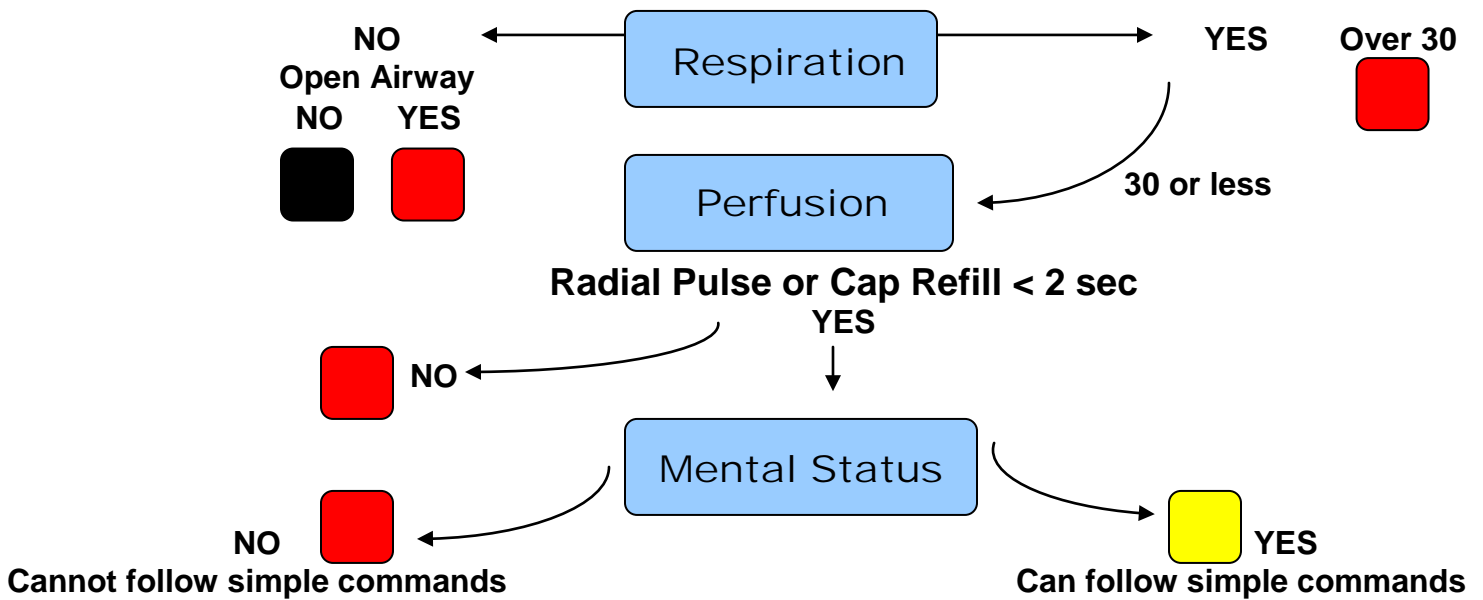 NO
Open Airway
NO YES
Respiration
YES
Over 30
30 or less
Perfusion
Radial Pulse or Cap Refill < 2 sec
YES
NO
Mental Status
NO
Cannot follow simple commands
YES
Can follow simple commands